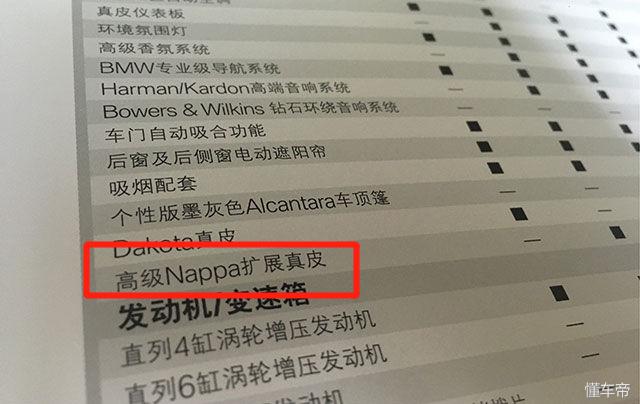 真皮仪表板
环境氛围灯
高级香氛系统
BMW专业级导航系统
Harman/Kardon高端音响系统
Bowers & Wilkins 钻石环绕音响系统
车门自动吸合功能
后窗及后侧窗电动遮阳帘
吸烟配套
个性版墨灰色Alcantara车顶篷
Dakota真皮
高级Nappa扩展真皮
发动机/变速箱
直列4缸涡轮增压发动机
直列6缸涡轮增压发动机
懂车帝